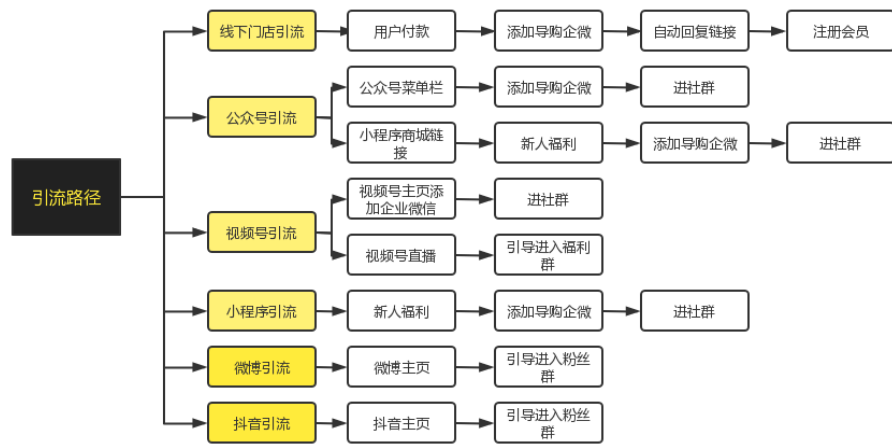 引流路径
线下门店引流
用户付款
添加导购企微
自动回复链接
注册会员
公众号引流
公众号菜单栏
添加导购企微
进社群
小程序商城链
接
新人福利
添加导购企微
进社群
视频号引流
视频号主页添
加企业微信
进社群
视频号直播
引导进入福利
群
小程序引流
新人福利
添加导购企微
进社群
微博引流
微博主页
引导进入粉丝
群
抖音引流
抖音主页
引导进入粉丝
群